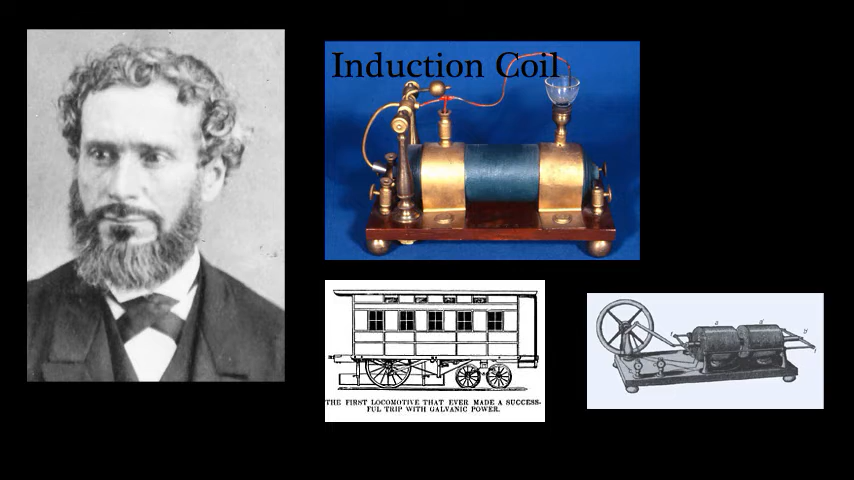 Induction Coil
THE FIRST LOCOMOTIVE THAT EVER MADE A SUCCESS-
FUL TRIP WITH GALVANIC POWER.